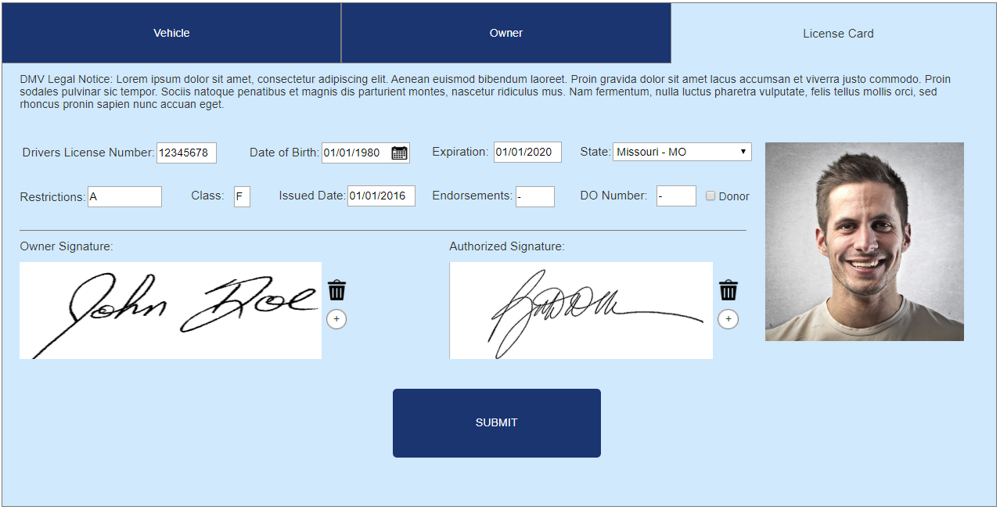 Vehicle Owner License Card
DMV Legal Notice: Lorem ipsum dolor sit amet, consectetur adipiscing elit. Aenean euismod bibendum laoreet. Proin gravida dolor sit amet lacus accumsan et viverra justo commodo. Proin
sodales pulvinar sic tempor. Sociis natoque penatibus et magnis dis parturient montes, nascetur ridiculus mus. Nam fermentum, nulla luctus pharetra vulputate, felis tellus mollis orci, sed
rhoncus pronin sapien nunc accuan eget.
Drivers License Number: 12345678 Date of Birth: 01/01/1980 Expiration: 01/01/2020 State: Missouri - MO
Restrictions: A Class: F Issued Date: 01/01/2016 Endorsements: - DO Number: - Donor
Owner Signature: Authorized Signature:
John Doe
+ +
SUBMIT